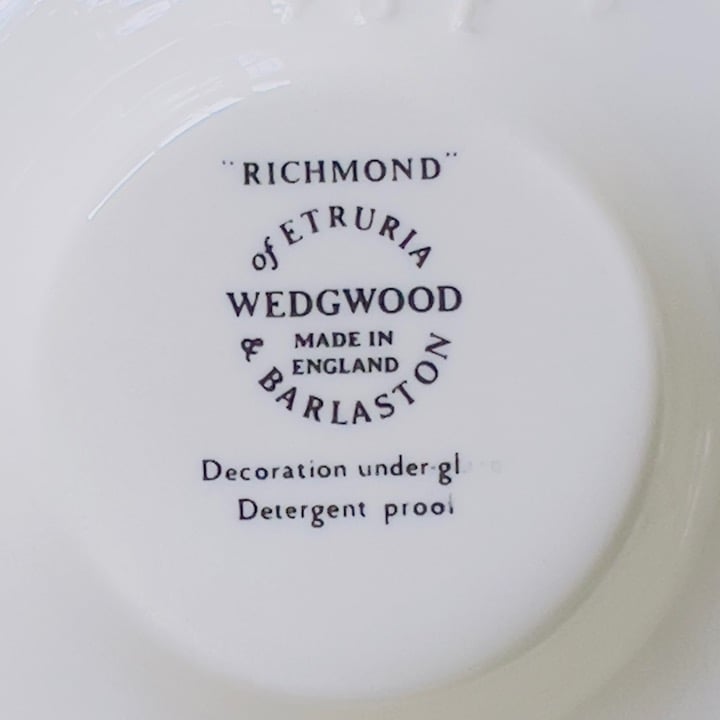 "RICHMOND"
of ETRURIA
WEDGWOOD
MADE IN
ENGLAND
& BARLASTON
Decoration under-gl
Detergent proof